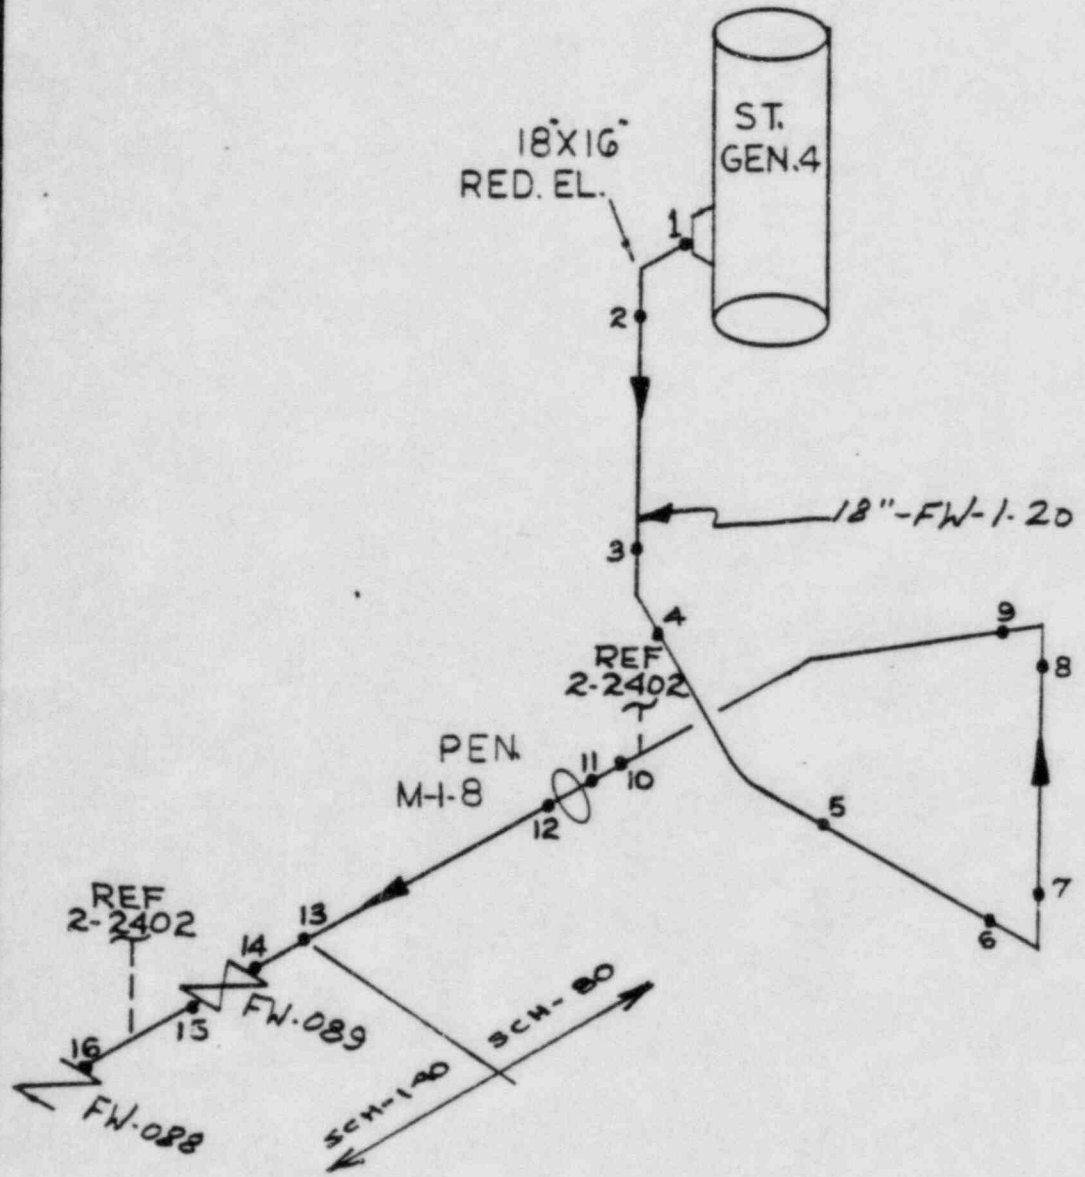 18"X16"
RED. EL.
ST.
GEN.4
1
2
18"-FW-1-20
3
4
9
8
REF
2-2402
PEN.
M-1-8
11
10
12
5
7
6
REF
2-2402
13
14
SCH-80
15
FW-089
16
SCH-140
FW-088